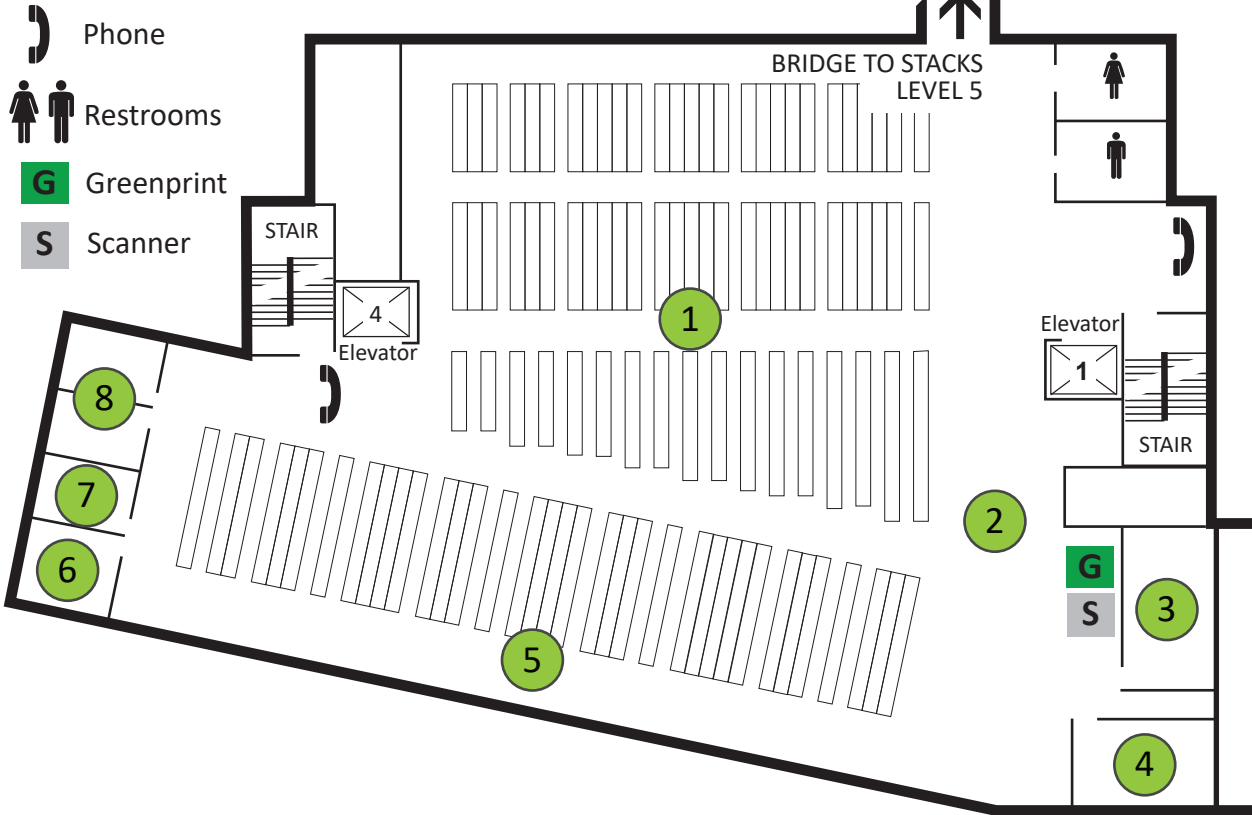 Phone
Restrooms
G Greenprint
S Scanner
BRIDGE TO STACKS
LEVEL 5
STAIR
4
Elevator
1
Elevator
1
STAIR
8
7
6
2
G
S
3
5
4